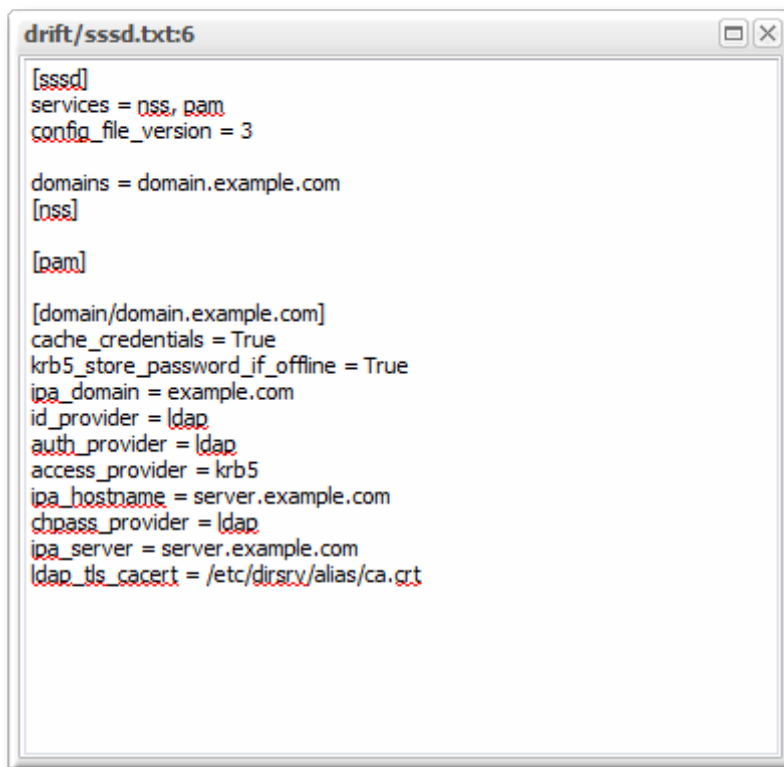 drift/sssd.txt:6
[sssd]
services = nss, pam
config_file_version = 3
domains = domain.example.com
[nss]
[pam]
[domain/domain.example.com]
cache_credentials = True
krb5_store_password_if_offline = True
ipa_domain = example.com
id_provider = ldap
auth_provider = ldap
access_provider = krb5
ipa_hostname = server.example.com
chpass_provider = ldap
ipa_server = server.example.com
ldap_tls_cacert = /etc/dirsrv/alias/ca.crt